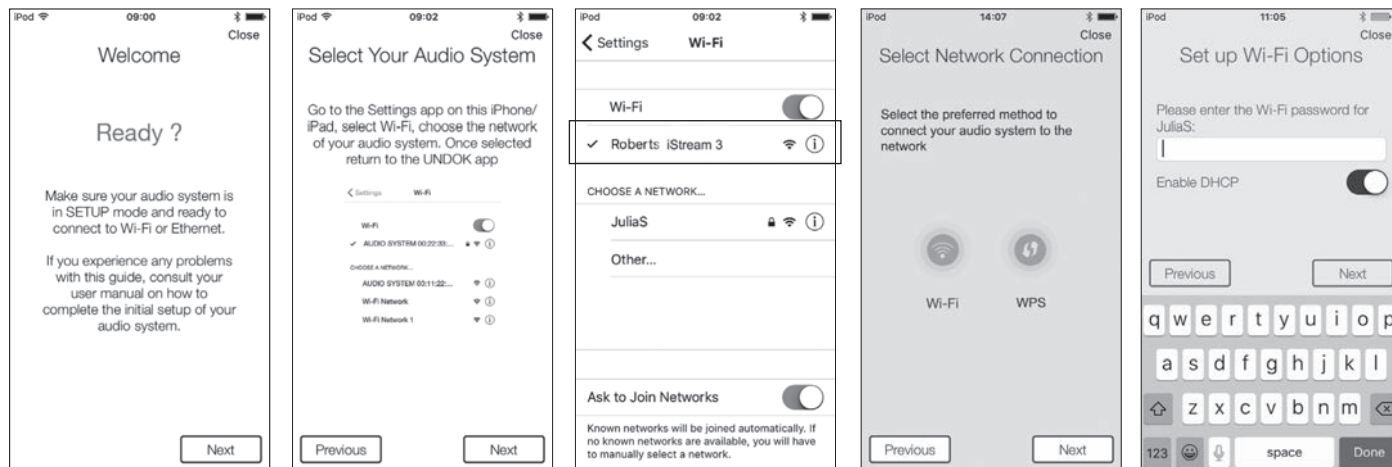 iPod 09:00
Close
Welcome
Ready ?
Make sure your audio system is
in SETUP mode and ready to
connect to Wi-Fi or Ethernet.
If you experience any problems
with this guide, consult your
user manual on how to
complete the initial setup of your
audio system.
Next
iPod 09:02
Close
Select Your Audio System
Go to the Settings app on this iPhone/
iPad, select Wi-Fi, choose the network
of your audio system. Once selected
return to the UNDOK app
Settings Wi-Fi
Wi-Fi
AUDIO SYSTEM 00:22:33:...
CHOOSE A NETWORK...
AUDIO SYSTEM 00:11:22:...
Wi-Fi Network
Wi-Fi Network 1
Previous Next
iPod 09:02
Settings Wi-Fi
Wi-Fi
Roberts iStream 3
CHOOSE A NETWORK...
JuliaS
Other...
Ask to Join Networks
Known networks will be joined automatically. If
no known networks are available, you will have
to manually select a network.
iPod 14:07
Close
Select Network Connection
Select the preferred method to
connect your audio system to the
network
Wi-Fi WPS
Previous Next
iPod 11:05
Close
Set up Wi-Fi Options
Please enter the Wi-Fi password for
JuliaS:
Enable DHCP
Previous Next
q w e r t y u i o p
a s d f g h j k l
z x c v b n m
123 space Done